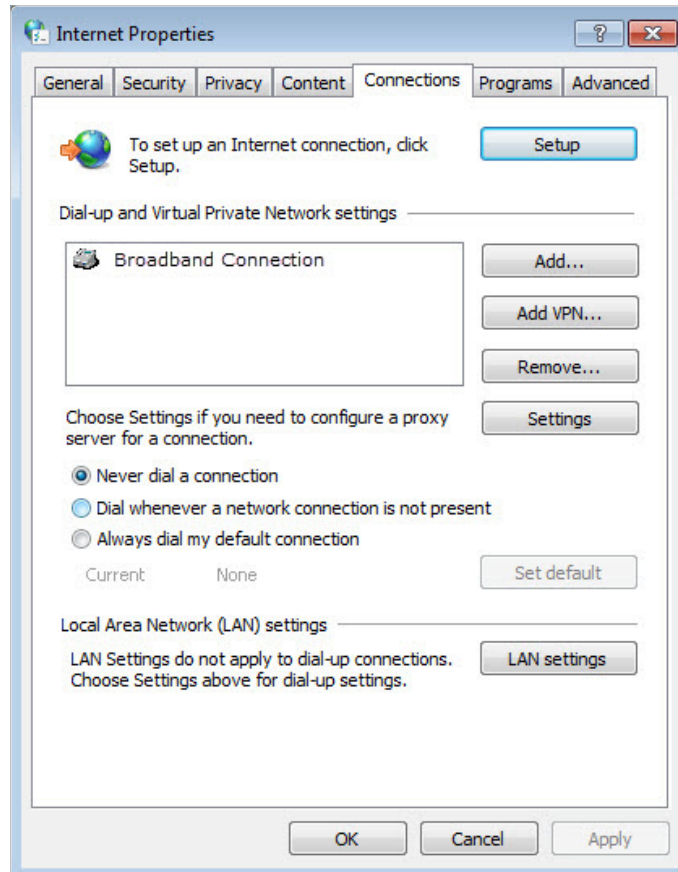 Internet Properties
General Security Privacy Content Connections Programs Advanced
To set up an Internet connection, click
Setup.
Setup
Dial-up and Virtual Private Network settings
Broadband Connection
Add...
Add VPN...
Remove...
Choose Settings if you need to configure a proxy
server for a connection.
Settings
Never dial a connection
Dial whenever a network connection is not present
Always dial my default connection
Current None
Set default
Local Area Network (LAN) settings
LAN Settings do not apply to dial-up connections.
Choose Settings above for dial-up settings.
LAN settings
OK Cancel Apply